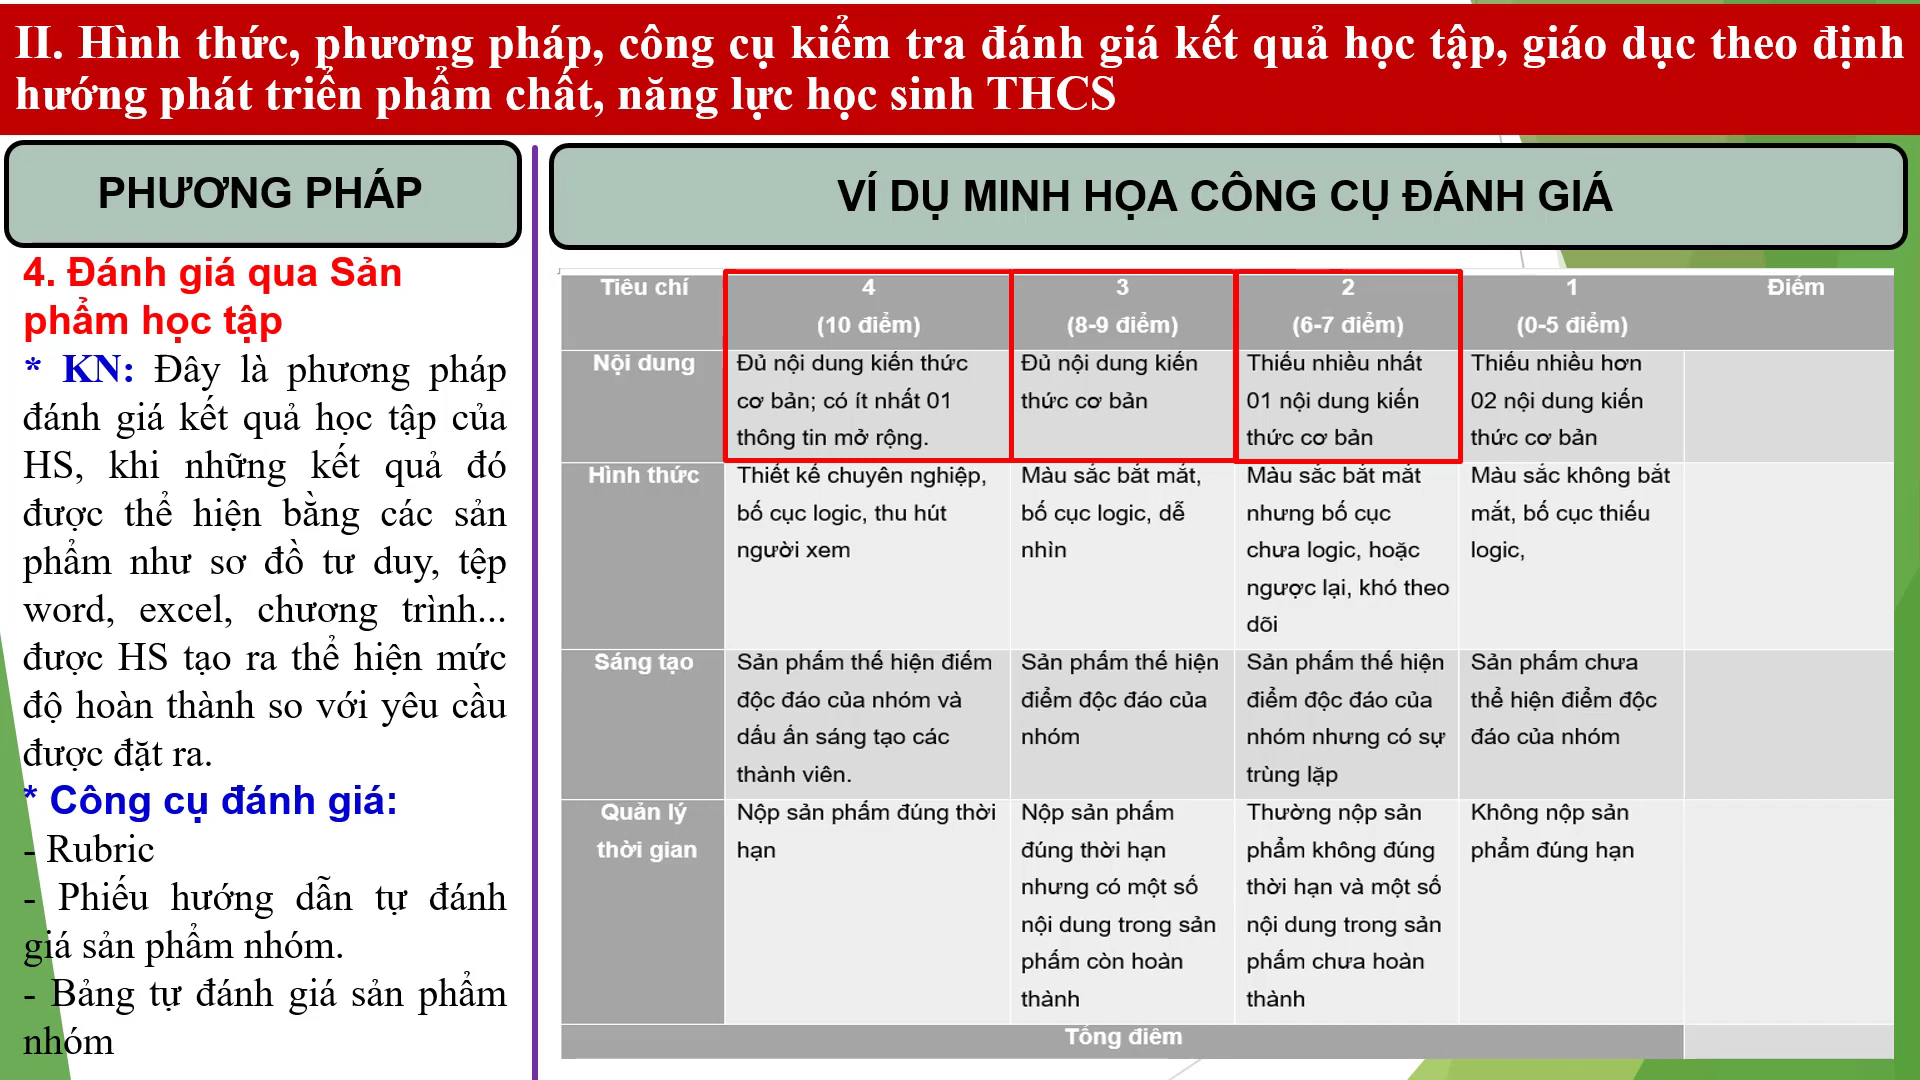 II. Hình thức, phương pháp, công cụ kiểm tra đánh giá kết quả học tập, giáo dục theo định
hướng phát triển phẩm chất, năng lực học sinh THCS
PHƯƠNG PHÁP
4. Đánh giá qua Sản
phẩm học tập
* KN: Đây là phương pháp
đánh giá kết quả học tập của
HS, khi những kết quả đó
được thể hiện bằng các sản
phẩm như sơ đồ tư duy, tệp
word, excel, chương trình...
được HS tạo ra thể hiện mức
độ hoàn thành so với yêu cầu
được đặt ra.
* Công cụ đánh giá:
- Rubric
- Phiếu hướng dẫn tự đánh
giá sản phẩm nhóm.
- Bảng tự đánh giá sản phẩm
nhóm
VÍ DỤ MINH HỌA CÔNG CỤ ĐÁNH GIÁ
Tiêu chí
4
(10 điểm)
3
(8-9 điểm)
2
(6-7 điểm)
1
(0-5 điểm)
Điểm
Nội dung
Đủ nội dung kiến thức
cơ bản; có ít nhất 01
thông tin mở rộng.
Đủ nội dung kiến
thức cơ bản
Thiếu nhiều nhất
01 nội dung kiến
thức cơ bản
Thiếu nhiều hơn
02 nội dung kiến
thức cơ bản
Hình thức
Thiết kế chuyên nghiệp,
bố cục logic, thu hút
người xem
Màu sắc bắt mắt,
bố cục logic, dễ
nhìn
Màu sắc bắt mắt
nhưng bố cục
chưa logic, hoặc
ngược lại, khó theo
dõi
Màu sắc không bắt
mắt, bố cục thiếu
logic,
Sáng tạo
Sản phẩm thể hiện điểm
độc đáo của nhóm và
dấu ấn sáng tạo các
thành viên.
Sản phẩm thể hiện
điểm độc đáo của
nhóm
Sản phẩm thể hiện
điểm độc đáo của
nhóm nhưng có sự
trùng lặp
Sản phẩm chưa
thể hiện điểm độc
đáo của nhóm
Quản lý
thời gian
Nộp sản phẩm đúng thời
hạn
Nộp sản phẩm
đúng thời hạn
nhưng có một số
nội dung trong sản
phẩm còn hoàn
thành
Thường nộp sản
phẩm không đúng
thời hạn và một số
nội dung trong sản
phẩm chưa hoàn
thành
Không nộp sản
phẩm đúng hạn
Tổng điểm